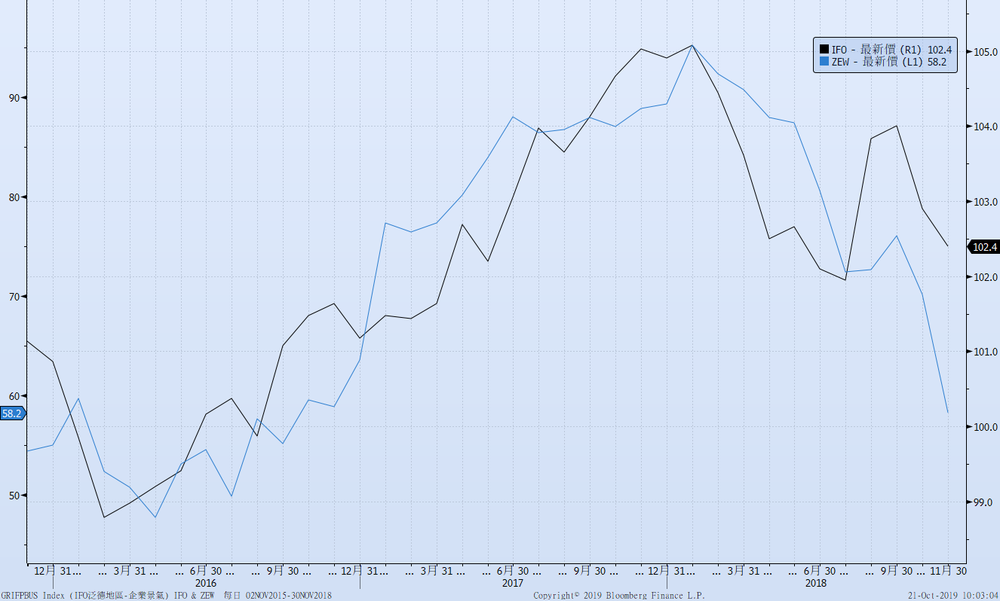 IFO - 最新價 (R1) 102.4
ZEW - 最新價 (L1) 58.2
105.0
90
104.0
80
103.0
102.4
70
102.0
101.0
60
58.2
100.0
50
99.0
12月 31... ... 3月 31 ... ... 6月 30 ... 9月 30 ... ... 12月 31 ... ... 3月 31 ... ... 6月 30 ... ... 9月 30 ... ... 12月 31 ... ... 3月 31 ... ... 6月 30 ... ... 9月 30 ... 11月 30
2016 2017 2018
GRIFPBUS Index (IFO泛德地區-企業景氣) IFO & ZEW 每日 02NOV2015-30NOV2018 Copyright© 2019 Bloomberg Finance L.P. 21-Oct-2019 10:03:04